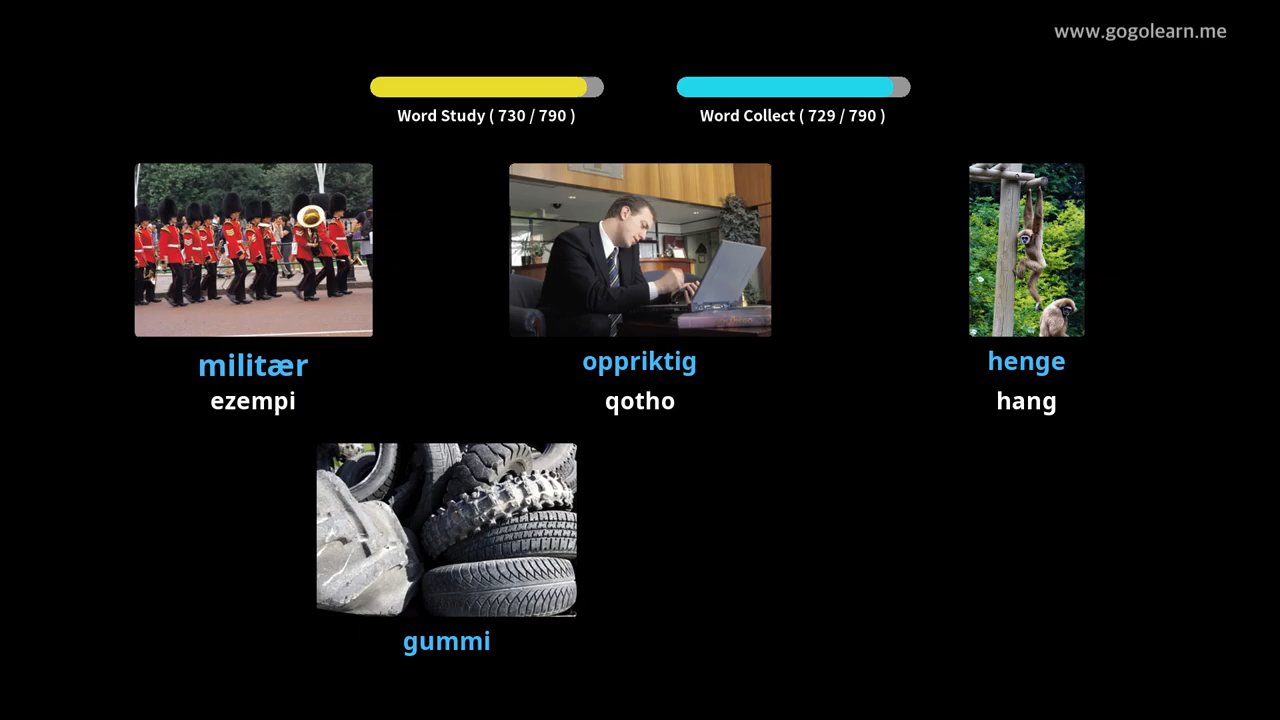 www.gogolearn.me
Word Study ( 730 / 790 )
Word Collect ( 729 / 790 )
militær
ezempi
oppriktig
qotho
henge
hang
gummi